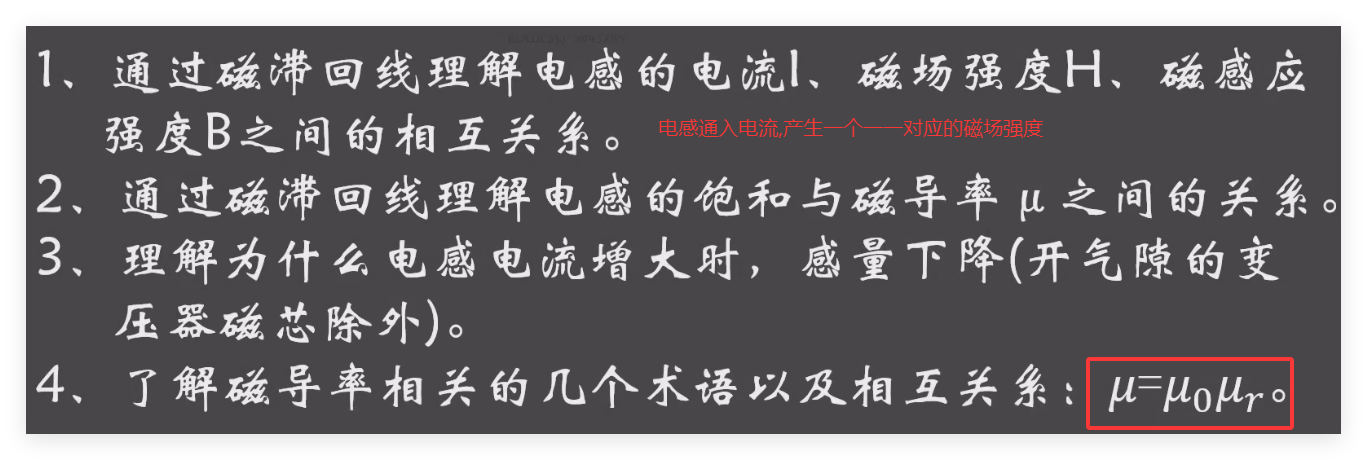 1、通过磁滞回线理解电感的电流I、磁场强度H、磁感应
强度B之间的相互关系。 电感通入电流,产生一个一一对应的磁场强度
2、通过磁滞回线理解电感的饱和与磁导率μ之间的关系。
3、理解为什么电感电流增大时，感量下降(开气隙的变
压器磁芯除外)。
4、了解磁导率相关的几个术语以及相互关系：μ=μ₀μᵣ。